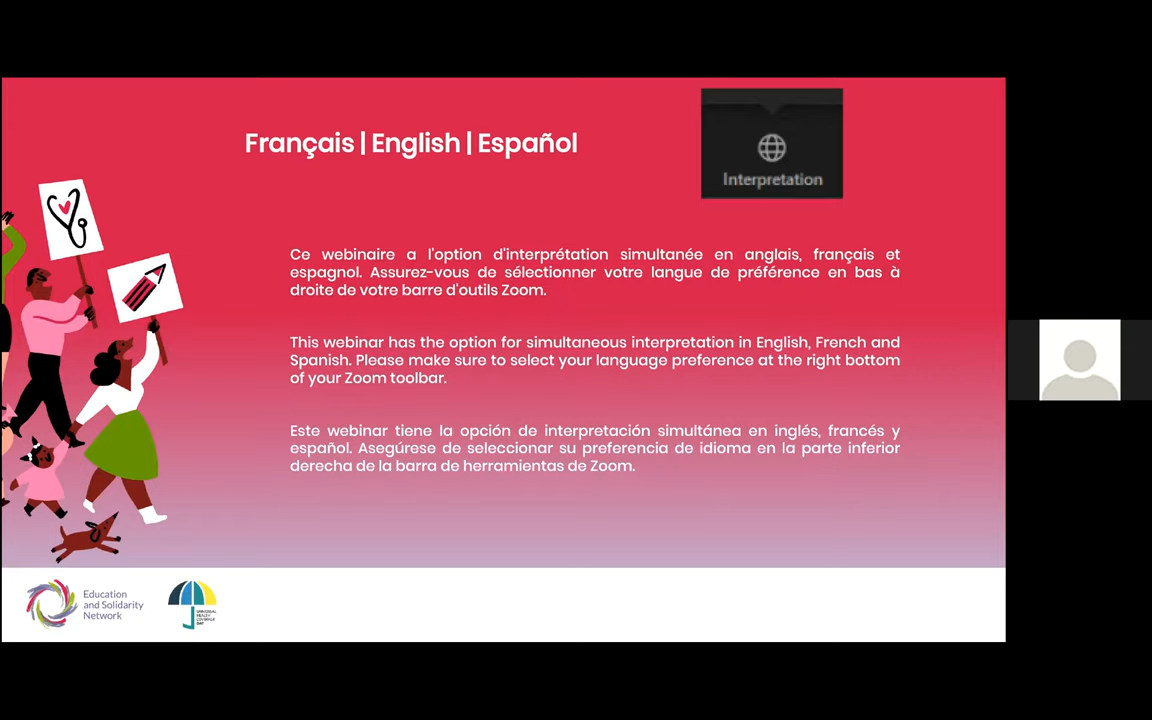 Français | English | Español
Interpretation
Ce webinaire a l'option d'interprétation simultanée en anglais, français et
espagnol. Assurez-vous de sélectionner votre langue de préférence en bas à
droite de votre barre d'outils Zoom.
This webinar has the option for simultaneous interpretation in English, French and
Spanish. Please make sure to select your language preference at the right bottom
of your Zoom toolbar.
Este webinar tiene la opción de interpretación simultánea en inglés, francés y
español. Asegúrese de seleccionar su preferencia de idioma en la parte inferior
derecha de la barra de herramientas de Zoom.
Education
and Solidarity
Network
UNIVERSAL
HEALTH
COVERAGE
DAY